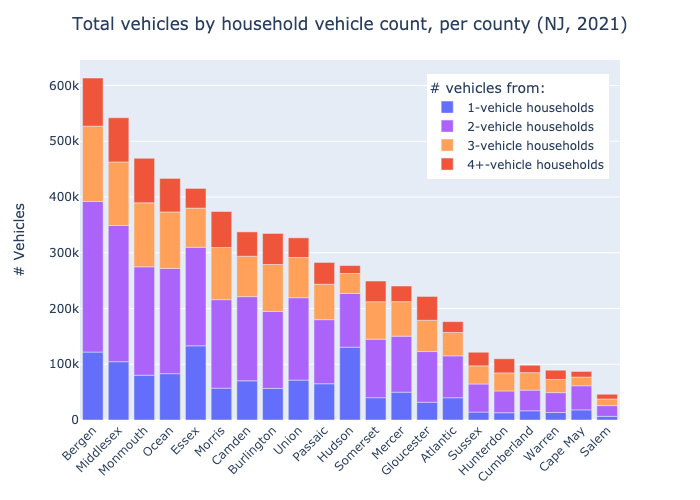 Total vehicles by household vehicle count, per county (NJ, 2021)
# vehicles from:
1-vehicle households
2-vehicle households
3-vehicle households
4+-vehicle households
# Vehicles
600k
500k
400k
300k
200k
100k
0
Bergen
Middlesex
Monmouth
Ocean
Essex
Morris
Camden
Burlington
Union
Passaic
Hudson
Somerset
Mercer
Gloucester
Atlantic
Sussex
Hunterdon
Cumberland
Warren
Cape May
Salem